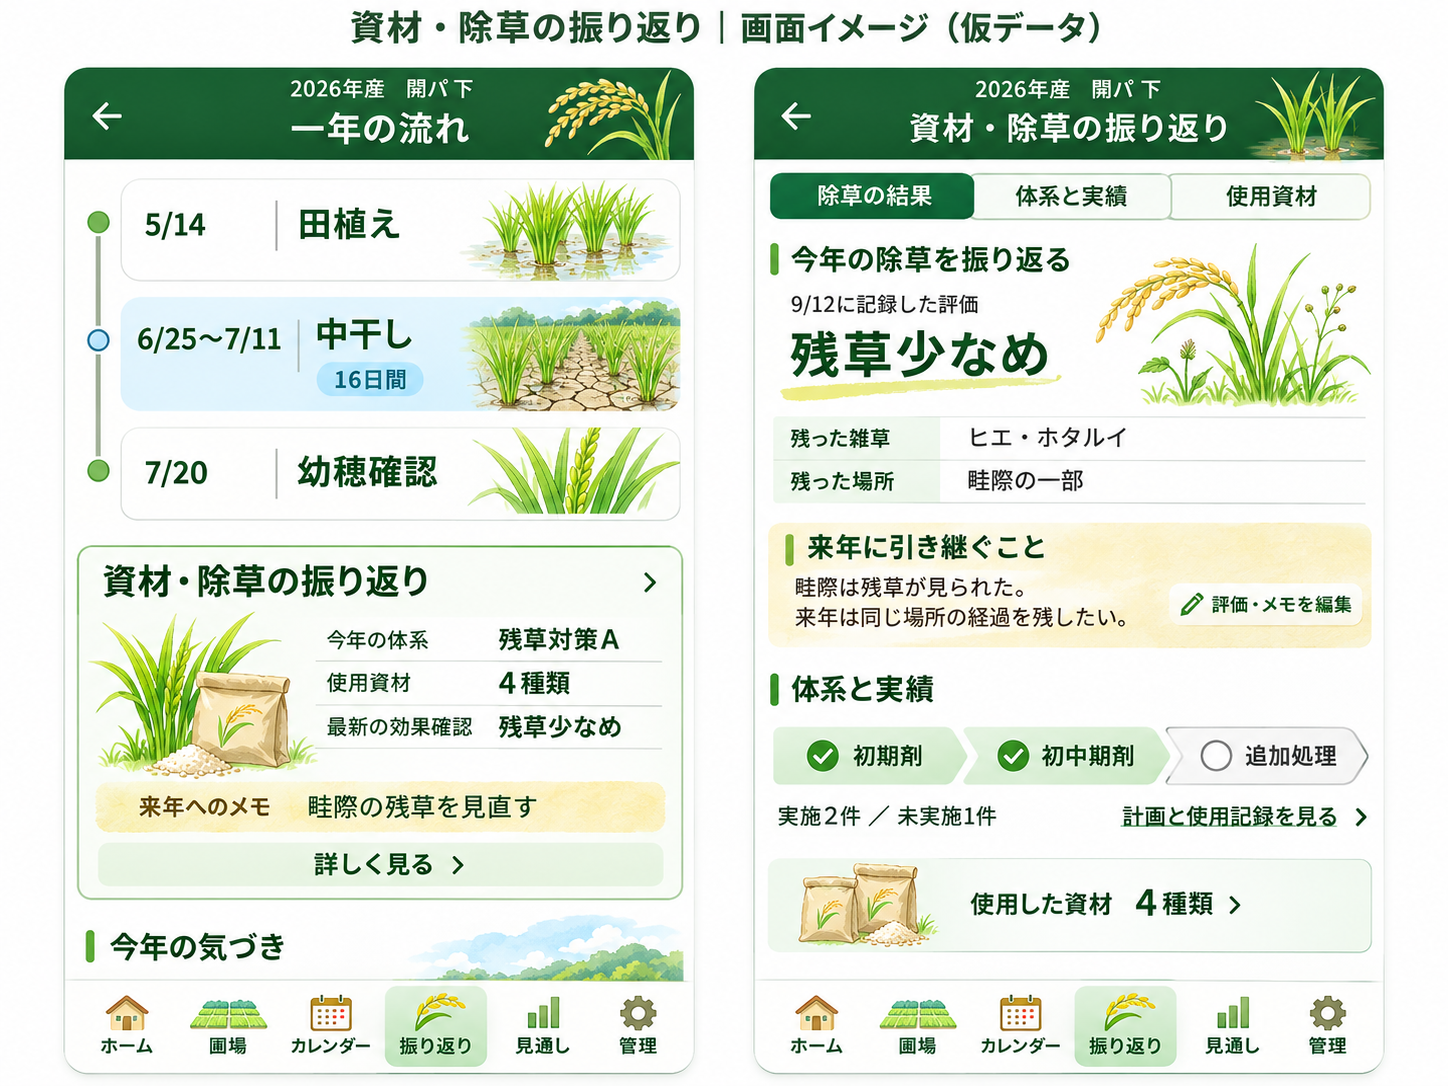 資材・除草の振り返り｜画面イメージ（仮データ）
2026年産 開パ下
一年の流れ
5/14 田植え
6/25〜7/11 中干し
16日間
7/20 幼穂確認
資材・除草の振り返り
今年の体系 残草対策A
使用資材 4種類
最新の効果確認 残草少なめ
来年へのメモ 畦際の残草を見直す
詳しく見る
今年の気づき
ホーム 圃場 カレンダー 振り返り 見通し 管理
2026年産 開パ下
資材・除草の振り返り
除草の結果 体系と実績 使用資材
今年の除草を振り返る
9/12に記録した評価
残草少なめ
残った雑草 ヒエ・ホタルイ
残った場所 畦際の一部
来年に引き継ぐこと
畦際は残草が見られた。
来年は同じ場所の経過を残したい。
評価・メモを編集
体系と実績
初期剤 初中期剤 追加処理
実施2件 ／ 未実施1件 計画と使用記録を見る
使用した資材 4種類
ホーム 圃場 カレンダー 振り返り 見通し 管理